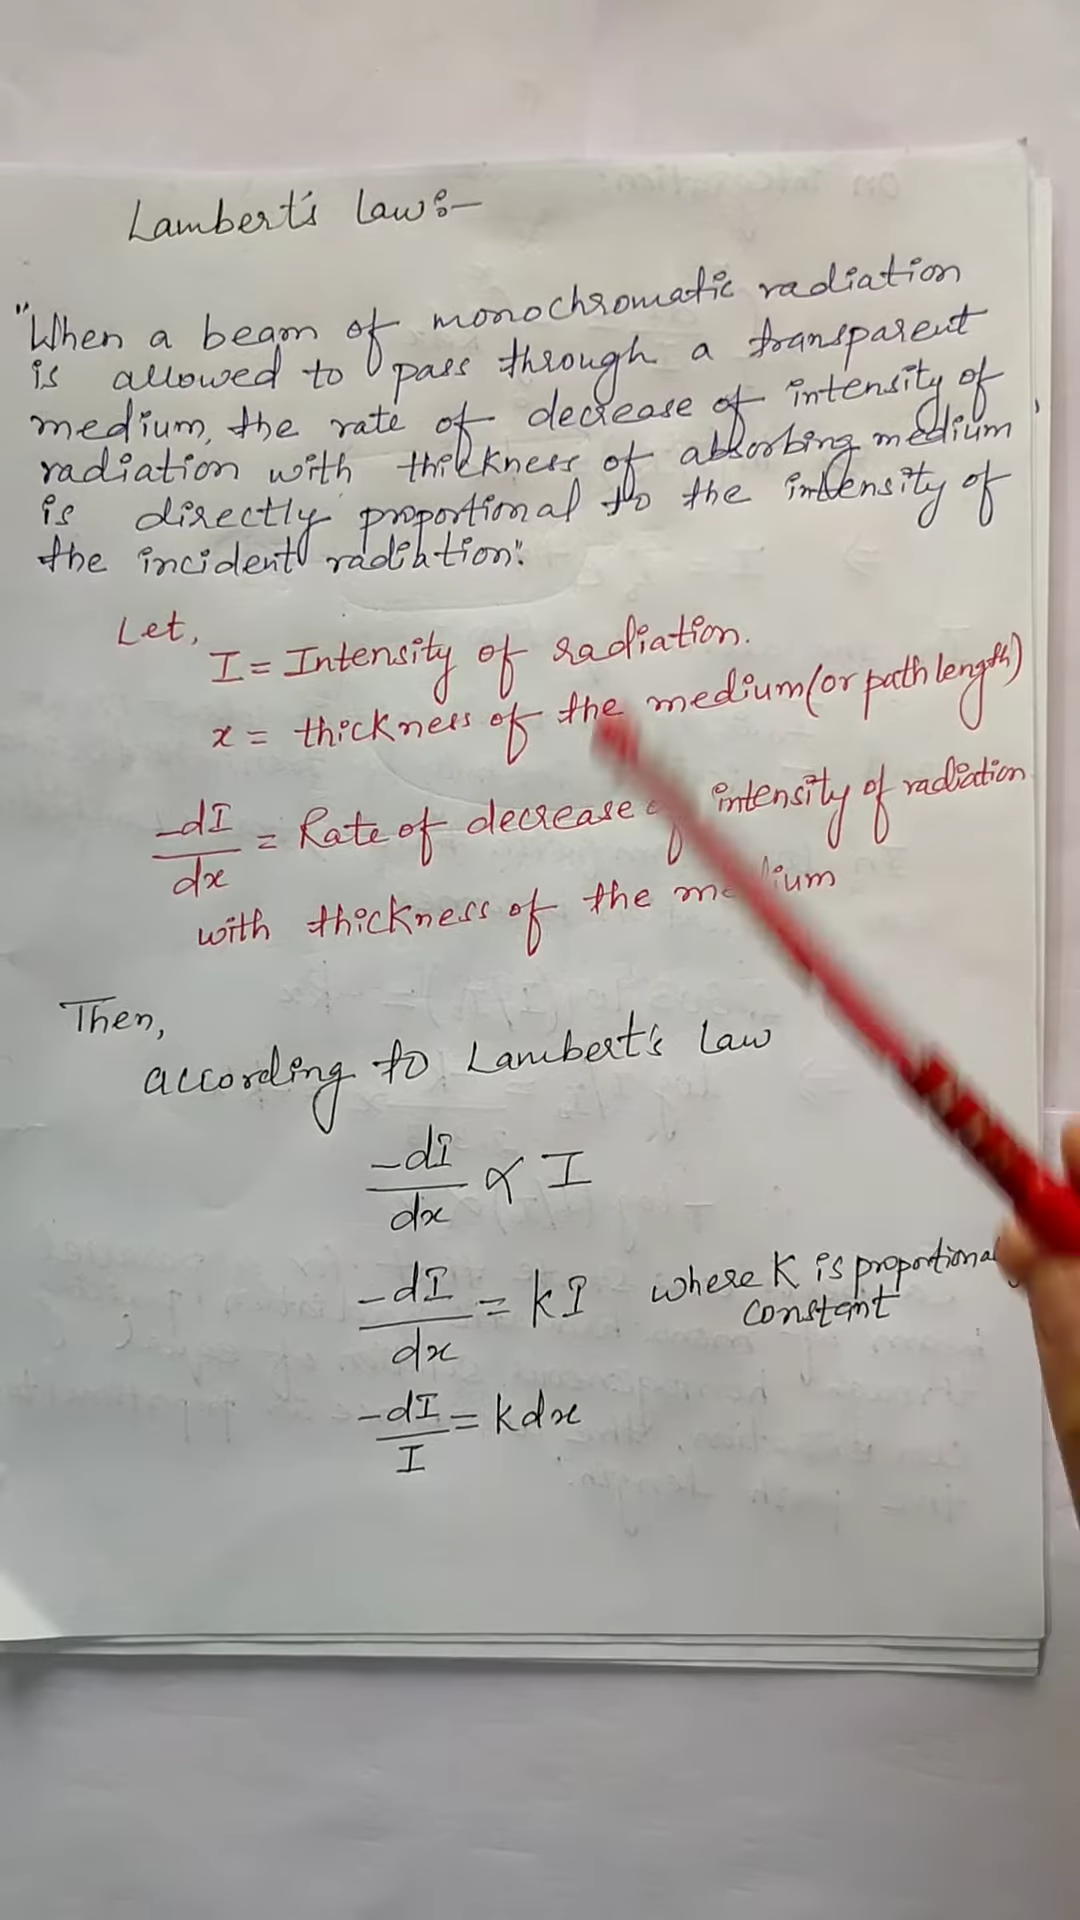 Lambert's Law:-
"When a beam of monochromatic radiation
is allowed to pass through a transparent
medium, the rate of decrease of intensity of
radiation with thickness of absorbing medium
is directly proportional to the intensity of
the incident radiation".
Let,
I = Intensity of radiation.
x = thickness of the medium (or path length)
-dI/dx = Rate of decrease of intensity of radiation
with thickness of the medium
Then,
according to Lambert's Law
-dI/dx ∝ I
-dI/dx = kI where K is proportional
constant
-dI/I = kdx